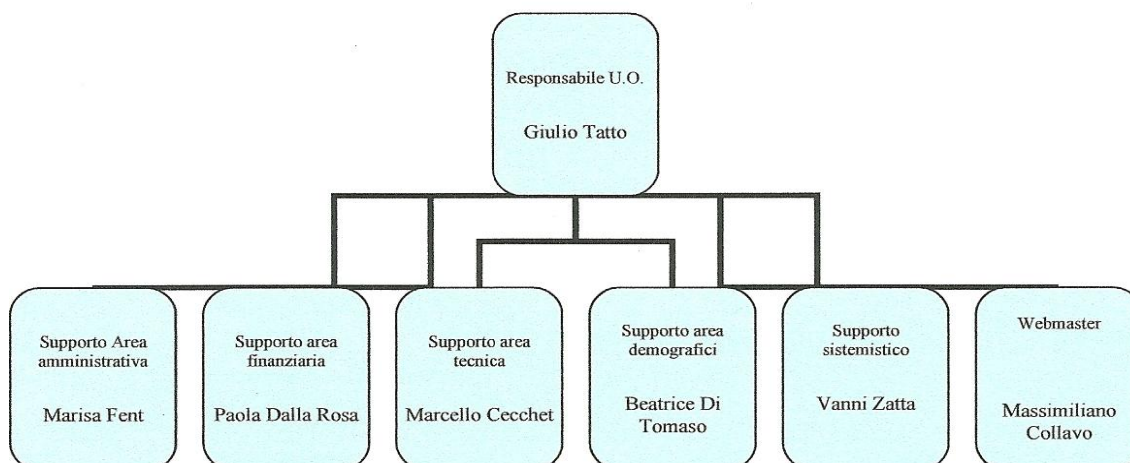 Responsabile U.O.
Giulio Tatto
Supporto Area
amministrativa
Marisa Fent
Supporto area
finanziaria
Paola Dalla Rosa
Supporto area
tecnica
Marcello Cecchet
Supporto area
demografici
Beatrice Di
Tomaso
Supporto
sistemistico
Vanni Zatta
Webmaster
Massimiliano
Collavo